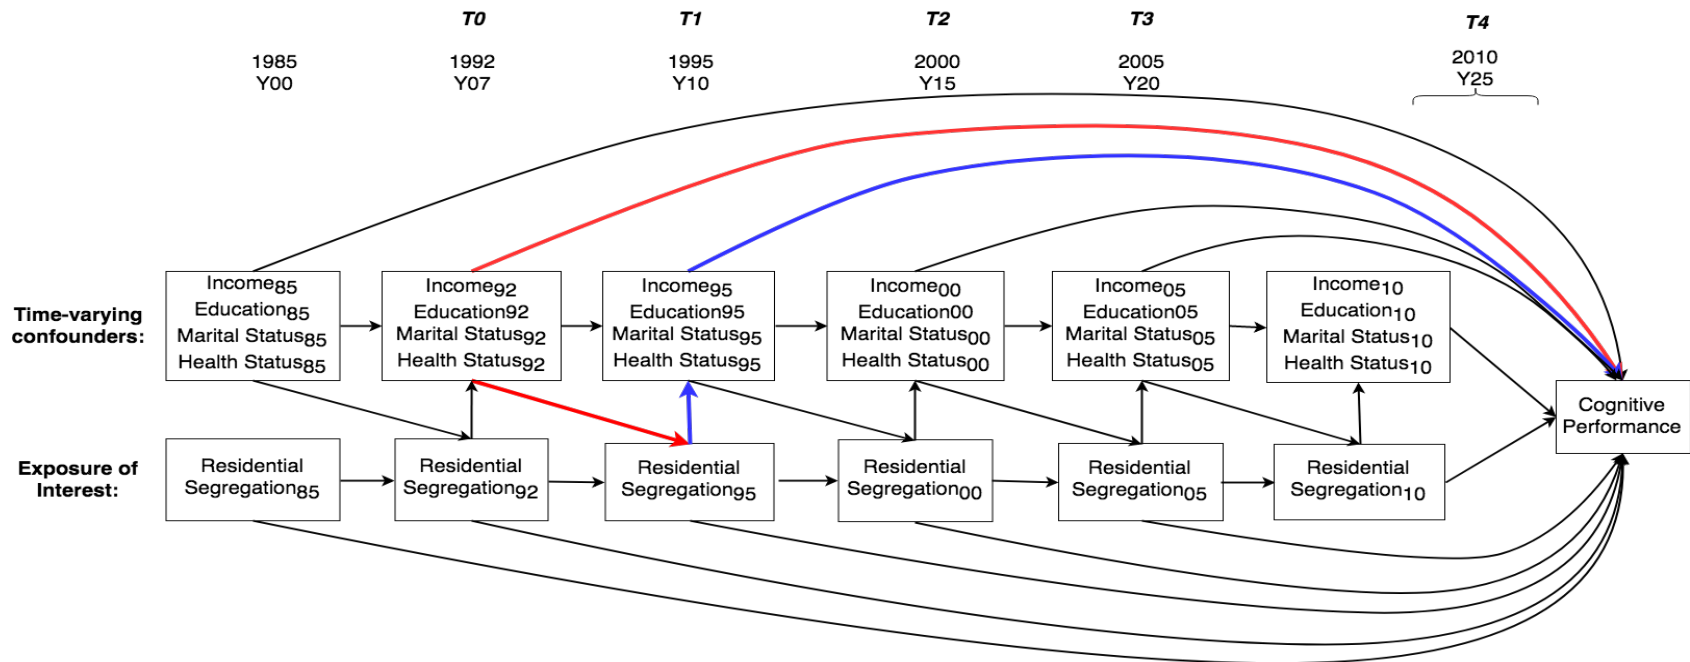 T0
T1
T2
T3
T4
1985
Y00
1992
Y07
1995
Y10
2000
Y15
2005
Y20
2010
Y25
Time-varying
confounders:
Income85
Education85
Marital Status85
Health Status85
Income92
Education92
Marital Status92
Health Status92
Income95
Education95
Marital Status95
Health Status95
Income00
Education00
Marital Status00
Health Status00
Income05
Education05
Marital Status05
Health Status05
Income10
Education10
Marital Status10
Health Status10
Cognitive
Performance
Exposure of
Interest:
Residential
Segregation85
Residential
Segregation92
Residential
Segregation95
Residential
Segregation00
Residential
Segregation05
Residential
Segregation10